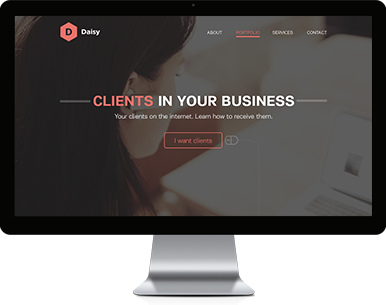 D Daisy
ABOUT PORTFOLIO SERVICES CONTACT
CLIENTS IN YOUR BUSINESS
Your clients on the internet. Learn how to receive them.
I want clients